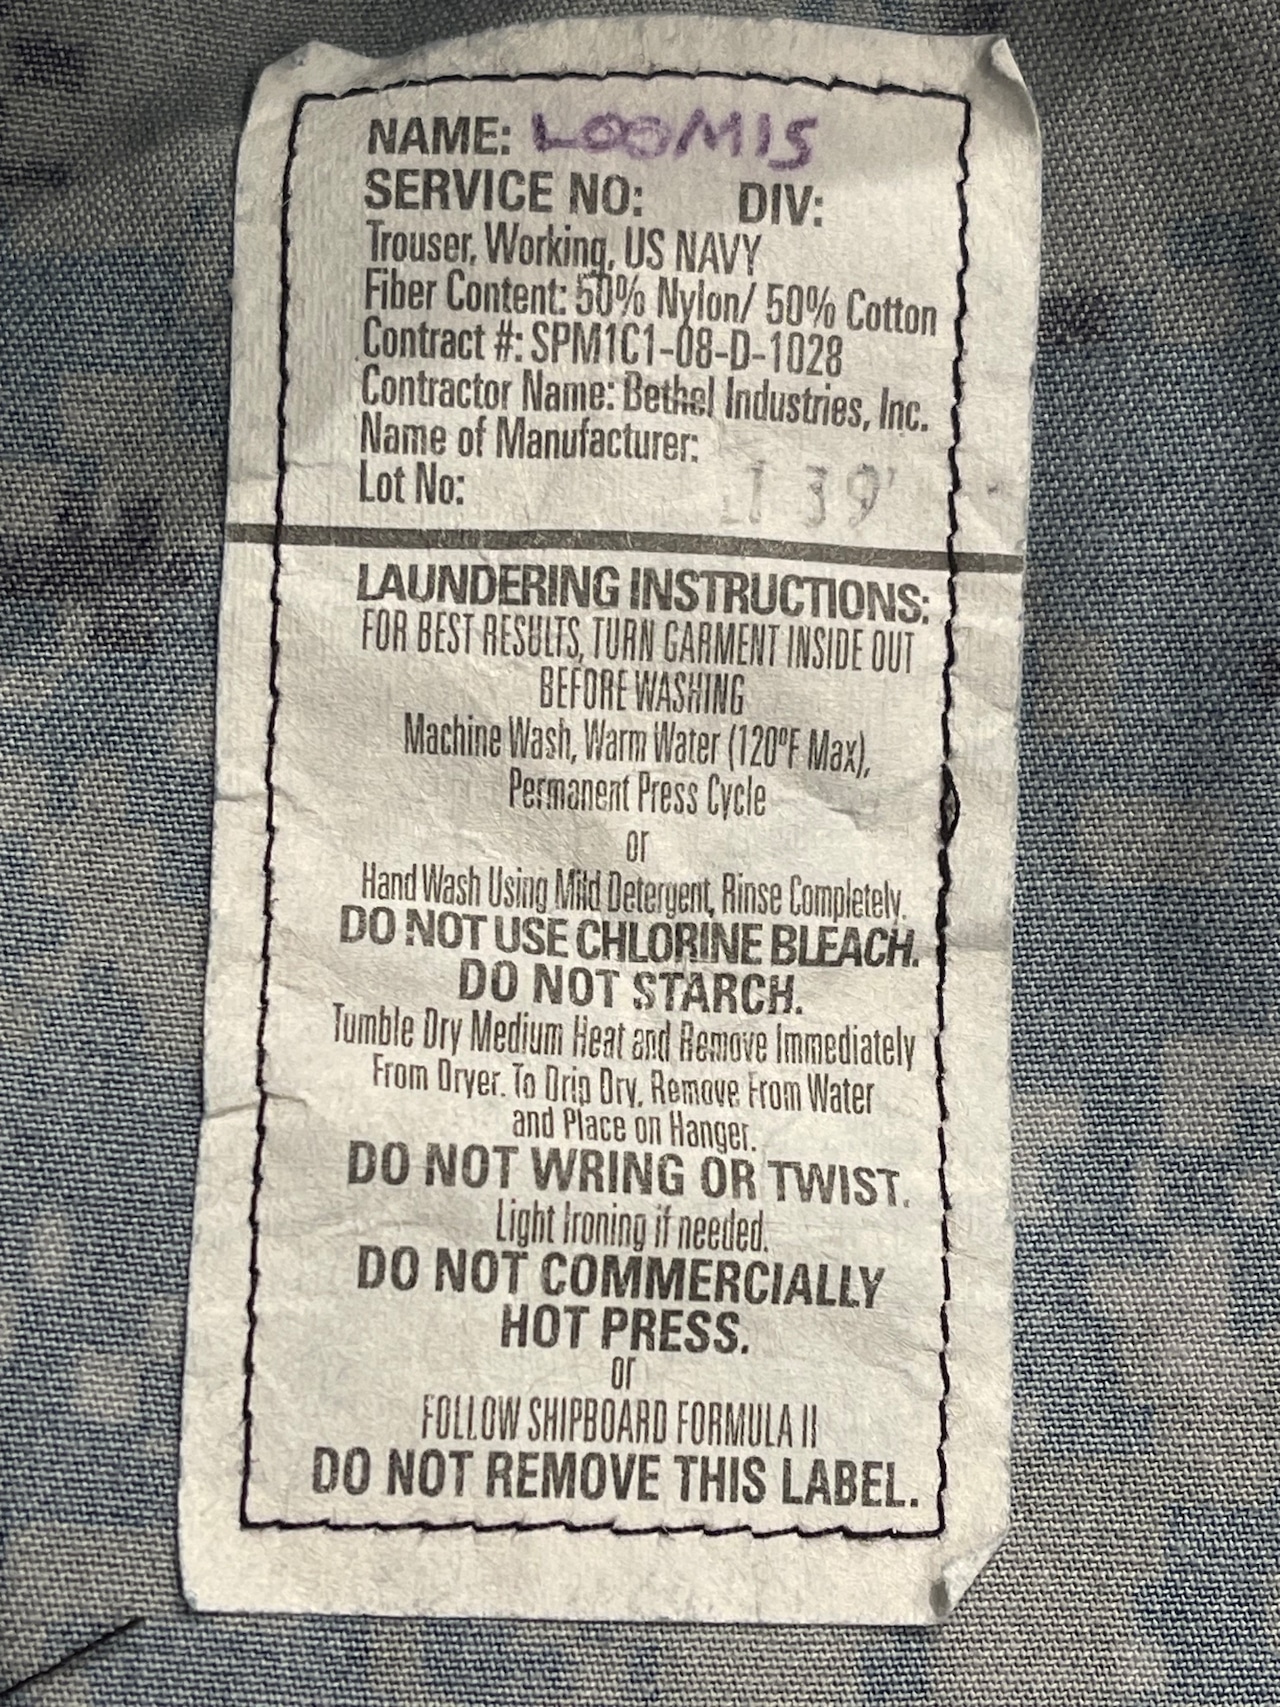 NAME: LOOMIS
SERVICE NO: DIV:
Trouser, Working, US NAVY
Fiber Content: 50% Nylon/ 50% Cotton
Contract #: SPM1C1-08-D-1028
Contractor Name: Bethel Industries, Inc.
Name of Manufacturer:
Lot No: 39
LAUNDERING INSTRUCTIONS:
FOR BEST RESULTS, TURN GARMENT INSIDE OUT
BEFORE WASHING
Machine Wash, Warm Water (120ºF Max),
Permanent Press Cycle
or
Hand Wash Using Mild Detergent, Rinse Completely.
DO NOT USE CHLORINE BLEACH.
DO NOT STARCH.
Tumble Dry Medium Heat and Remove Immediately
From Dryer. To Drip Dry, Remove From Water
and Place on Hanger.
DO NOT WRING OR TWIST.
Light Ironing if needed.
DO NOT COMMERCIALLY
HOT PRESS.
or
FOLLOW SHIPBOARD FORMULA II
DO NOT REMOVE THIS LABEL.